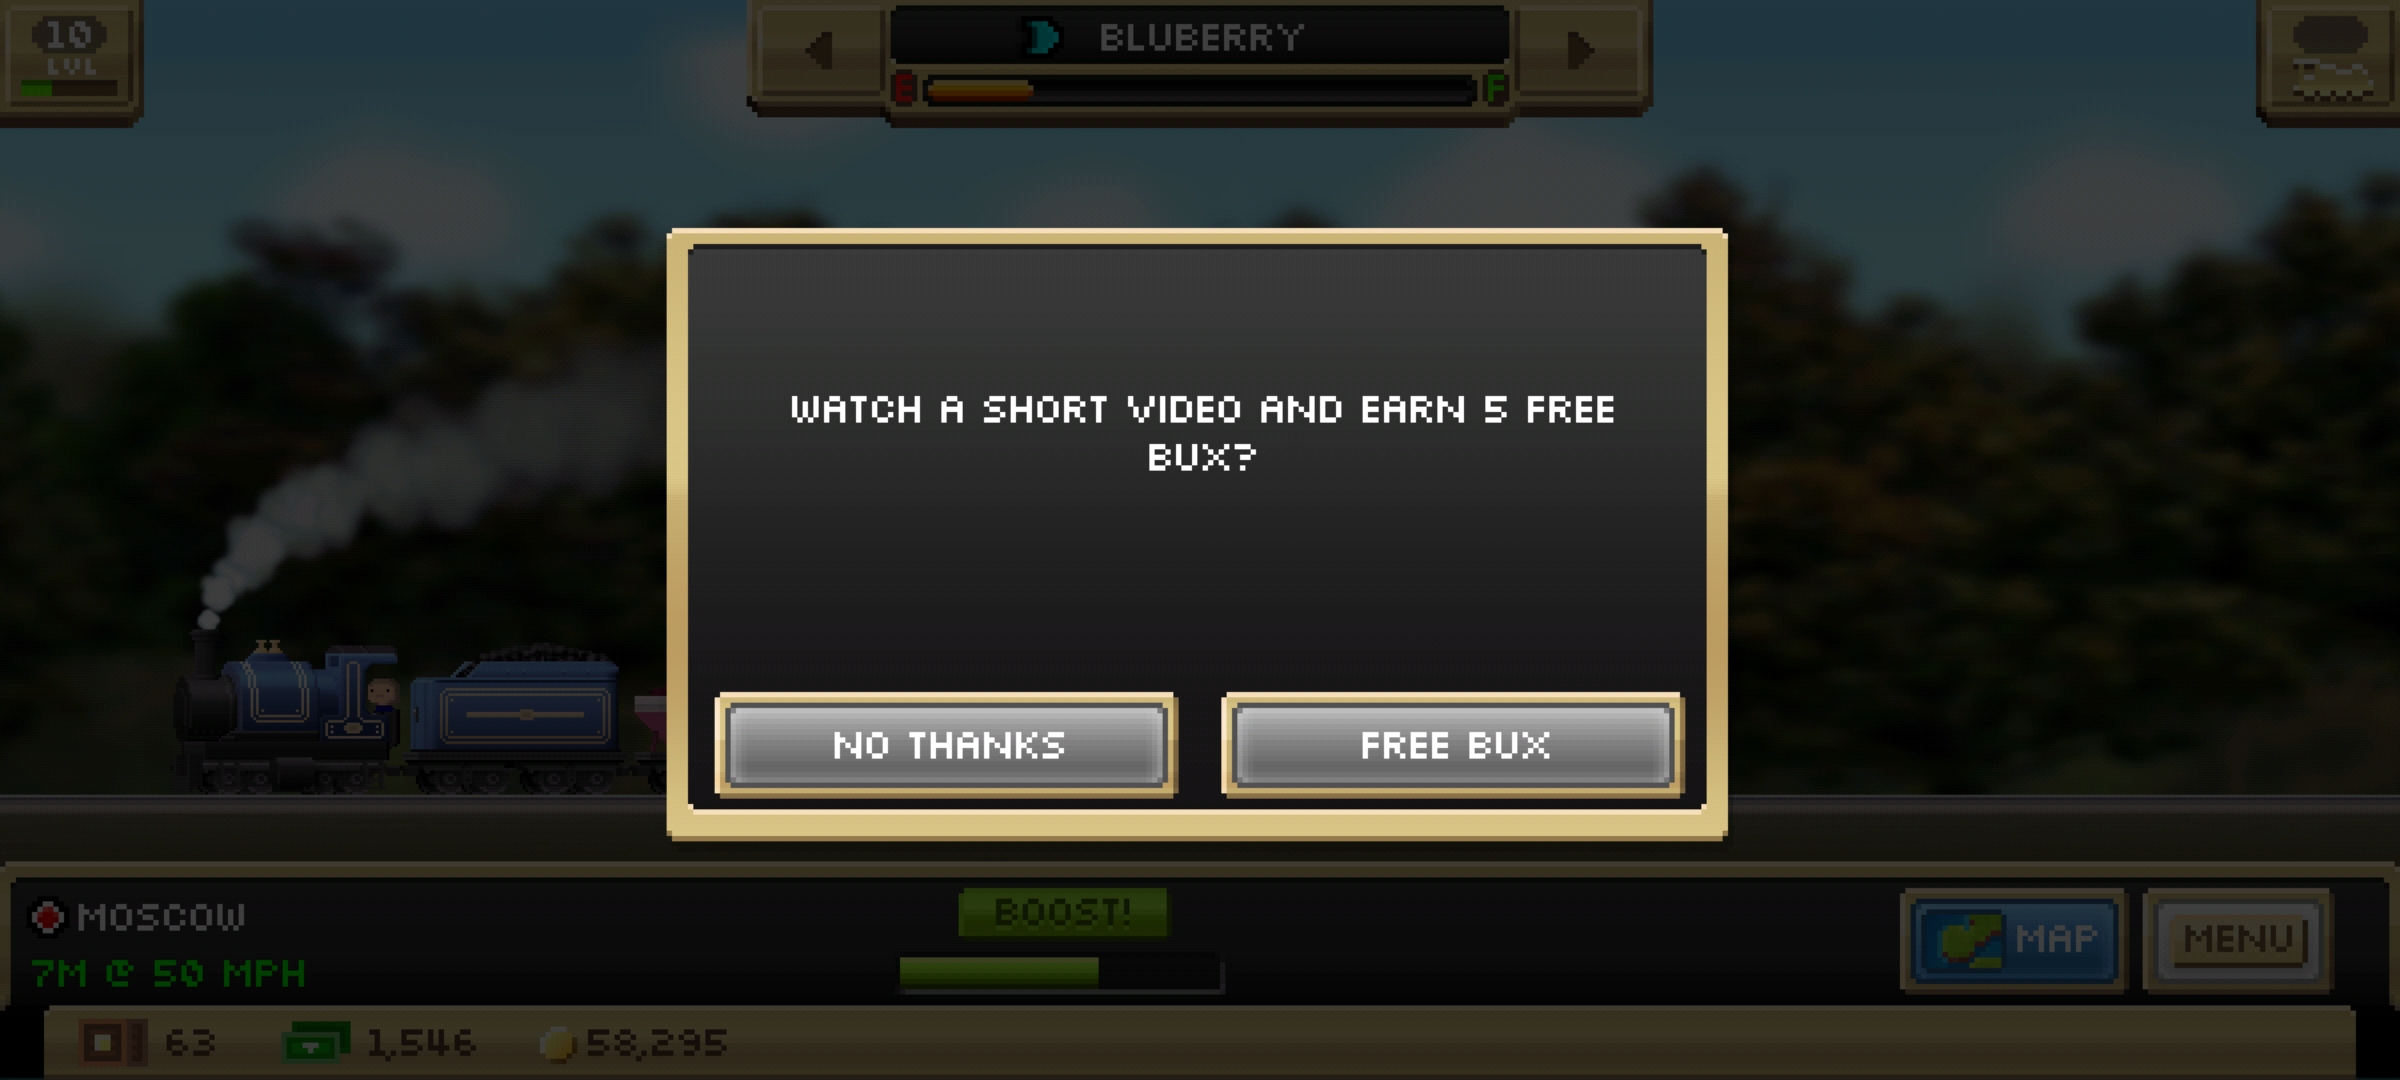 10
LVL
BLUBERRY
E
F
WATCH A SHORT VIDEO AND EARN 5 FREE
BUX?
NO THANKS
FREE BUX
MOSCOW
7M @ 50 MPH
BOOST!
MAP
MENU
63
1,546
58,295